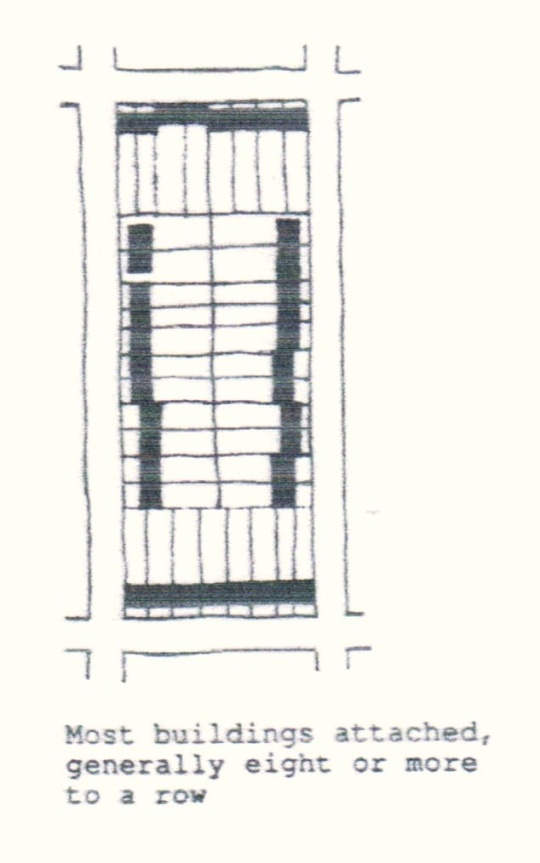 Most buildings attached,
generally eight or more
to a row